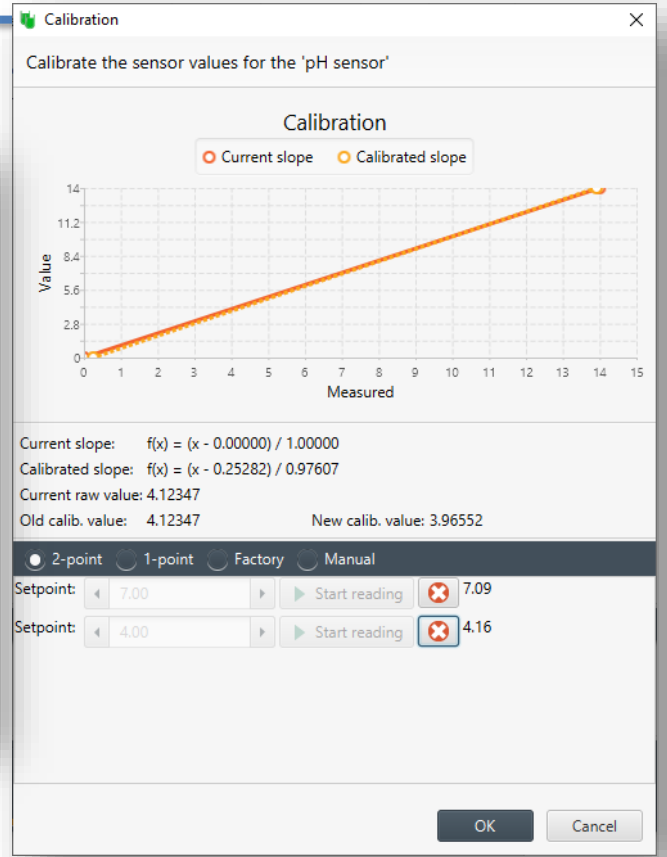 Calibration
Calibrate the sensor values for the 'pH sensor'
Calibration
Current slope Calibrated slope
14
11.2
8.4
5.6
2.8
0
Value
0 1 2 3 4 5 6 7 8 9 10 11 12 13 14 15
Measured
Current slope: f(x) = (x - 0.00000) / 1.00000
Calibrated slope: f(x) = (x - 0.25282) / 0.97607
Current raw value: 4.12347
Old calib. value: 4.12347 New calib. value: 3.96552
2-point 1-point Factory Manual
Setpoint: 7.00 Start reading 7.09
Setpoint: 4.00 Start reading 4.16
OK Cancel